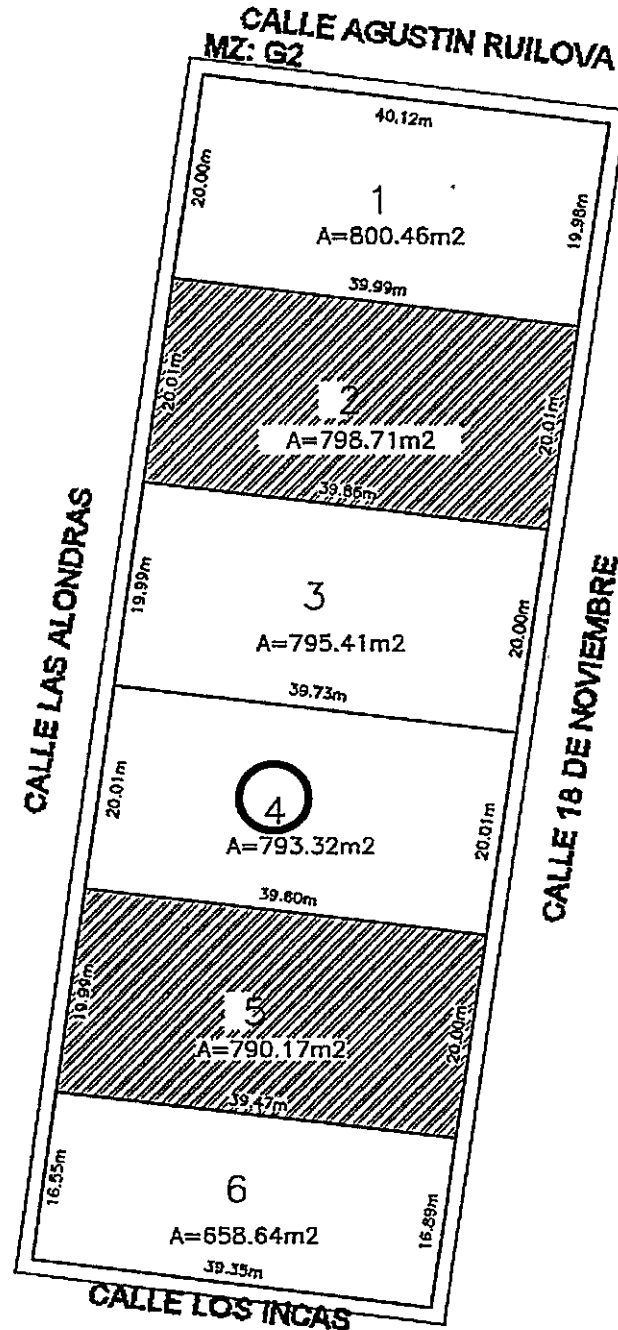 CALLE AGUSTIN RUILOVA
MZ: G2
40.12m
20.00m
1
19.98m
A=800.46m2
39.99m
20.01m
2
20.01m
A=798.71m2
39.86m
CALLE LAS ALONDRAS
19.99m
3
20.00m
A=795.41m2
39.73m
CALLE 18 DE NOVIEMBRE
20.01m
4
20.01m
A=793.32m2
39.60m
19.99m
5
20.00m
A=790.17m2
39.47m
16.55m
6
16.89m
A=658.64m2
39.35m
CALLE LOS INCAS